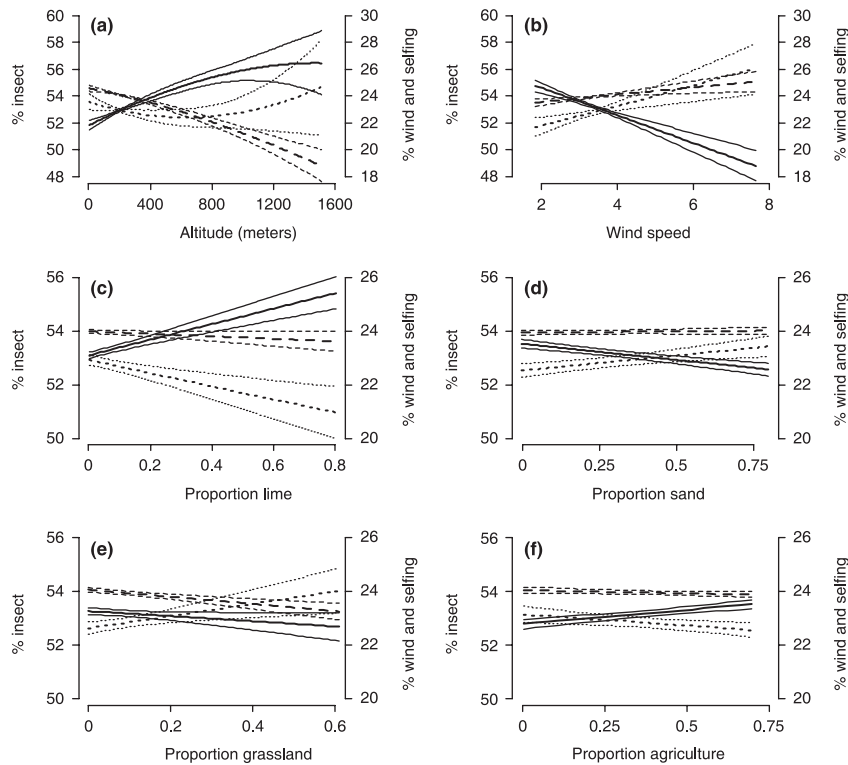 (a)
60
58
56
54
52
50
48
% insect
30
28
26
24
22
20
18
% wind and selfing
0 400 800 1200 1600
Altitude (meters)
(b)
60
58
56
54
52
50
48
% insect
30
28
26
24
22
20
18
% wind and selfing
2 4 6 8
Wind speed
(c)
56
54
52
50
% insect
26
24
22
20
% wind and selfing
0 0.2 0.4 0.6 0.8
Proportion lime
(d)
56
54
52
50
% insect
26
24
22
20
% wind and selfing
0 0.25 0.5 0.75
Proportion sand
(e)
56
54
52
50
% insect
26
24
22
20
% wind and selfing
0 0.2 0.4 0.6
Proportion grassland
(f)
56
54
52
50
% insect
26
24
22
20
% wind and selfing
0 0.25 0.5 0.75
Proportion agriculture